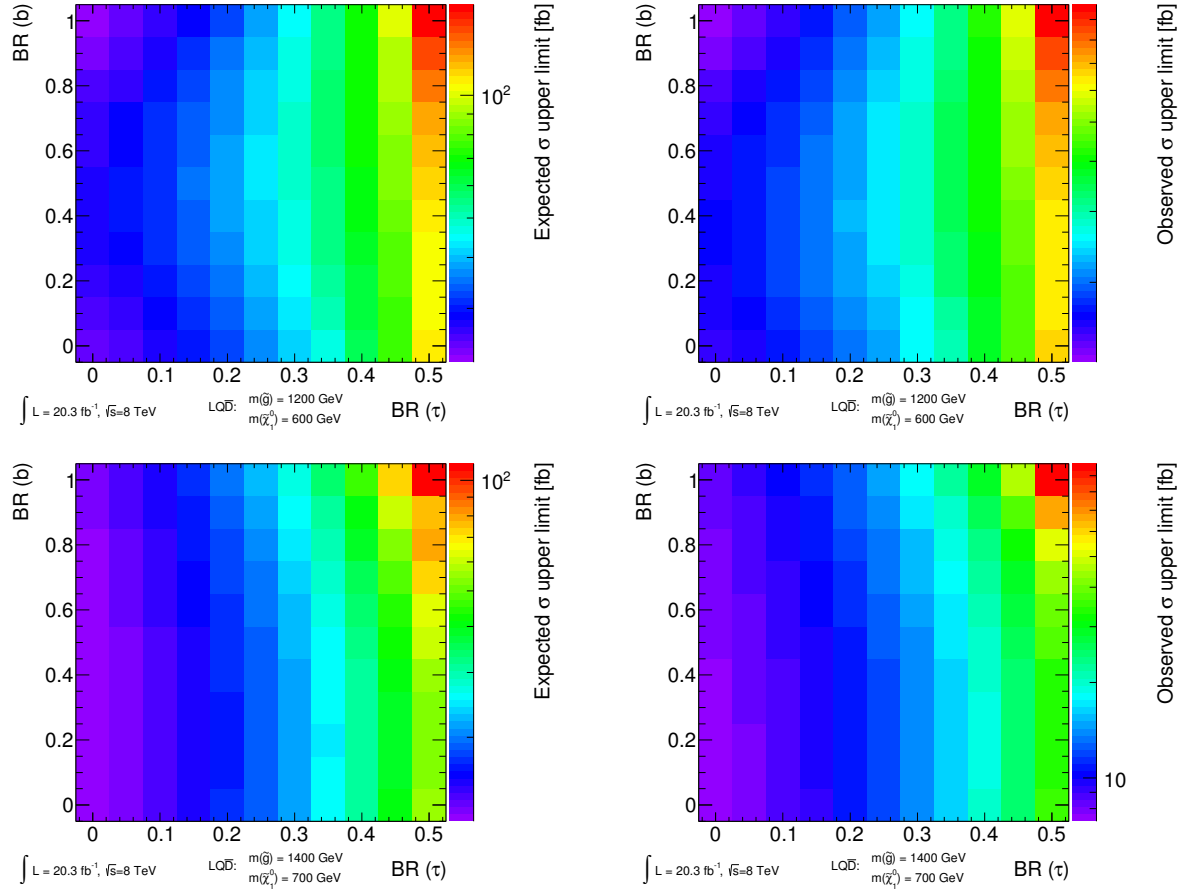 BR (b)
1
0.8
0.6
0.4
0.2
0
0 0.1 0.2 0.3 0.4 0.5
BR (τ)
10²
Expected σ upper limit [fb]
∫ L = 20.3 fb⁻¹, √s=8 TeV
LQD̅: m(g̃) = 1200 GeV
m(χ̃⁰₁) = 600 GeV
BR (b)
1
0.8
0.6
0.4
0.2
0
0 0.1 0.2 0.3 0.4 0.5
BR (τ)
Observed σ upper limit [fb]
∫ L = 20.3 fb⁻¹, √s=8 TeV
LQD̅: m(g̃) = 1200 GeV
m(χ̃⁰₁) = 600 GeV
BR (b)
1
0.8
0.6
0.4
0.2
0
0 0.1 0.2 0.3 0.4 0.5
BR (τ)
10²
Expected σ upper limit [fb]
∫ L = 20.3 fb⁻¹, √s=8 TeV
LQD̅: m(g̃) = 1400 GeV
m(χ̃⁰₁) = 700 GeV
BR (b)
1
0.8
0.6
0.4
0.2
0
0 0.1 0.2 0.3 0.4 0.5
BR (τ)
10
Observed σ upper limit [fb]
∫ L = 20.3 fb⁻¹, √s=8 TeV
LQD̅: m(g̃) = 1400 GeV
m(χ̃⁰₁) = 700 GeV